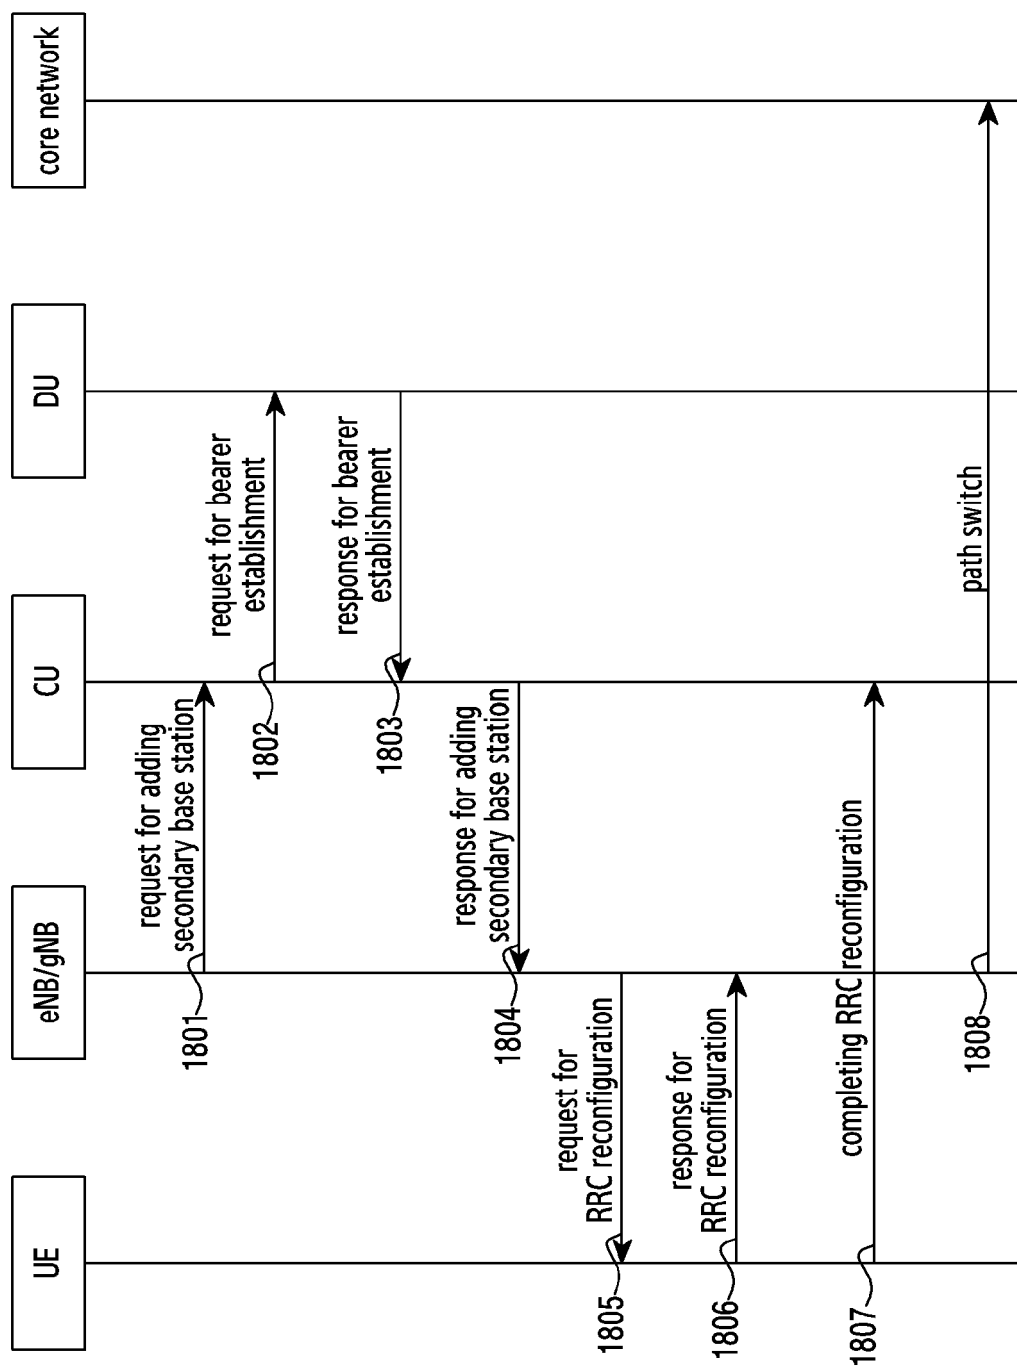 UE
eNB/gNB
CU
DU
core network
1801
request for adding
secondary base station
1802
request for bearer
establishment
1803
response for bearer
establishment
1804
response for adding
secondary base station
1805
request for
RRC reconfiguration
1806
response for
RRC reconfiguration
1807
completing RRC reconfiguration
1808
path switch